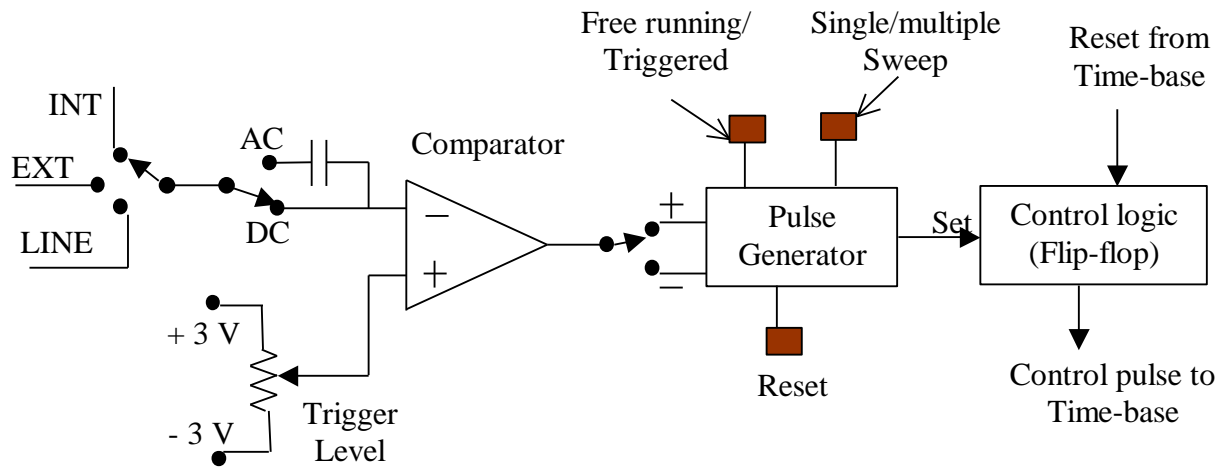 Free running/
Triggered
Single/multiple
Sweep
Reset from
Time-base
INT
EXT
LINE
AC
DC
Comparator
−
+
+ 3 V
- 3 V
Trigger
Level
+
−
Pulse
Generator
Reset
Set
Control logic
(Flip-flop)
Control pulse to
Time-base